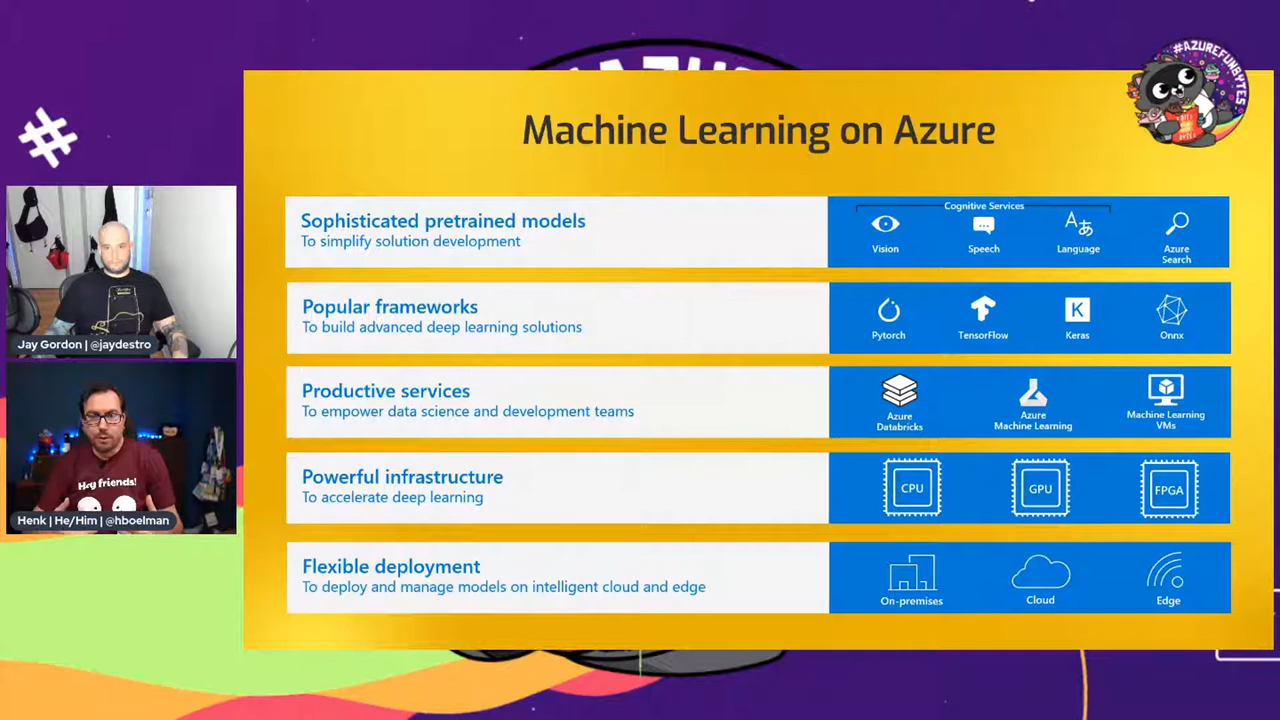 #AZUREFUNBYTES
Machine Learning on Azure
Sophisticated pretrained models
To simplify solution development
Cognitive Services
Vision
Speech
Language
Azure
Search
Popular frameworks
To build advanced deep learning solutions
Pytorch
TensorFlow
K
Keras
Onnx
Productive services
To empower data science and development teams
Azure
Databricks
Azure
Machine Learning
Machine Learning
VMs
Powerful infrastructure
To accelerate deep learning
CPU
GPU
FPGA
Flexible deployment
To deploy and manage models on intelligent cloud and edge
On-premises
Cloud
Edge
Jay Gordon | @jaydestro
Hey friends!
Henk | He/Him | @hboelman